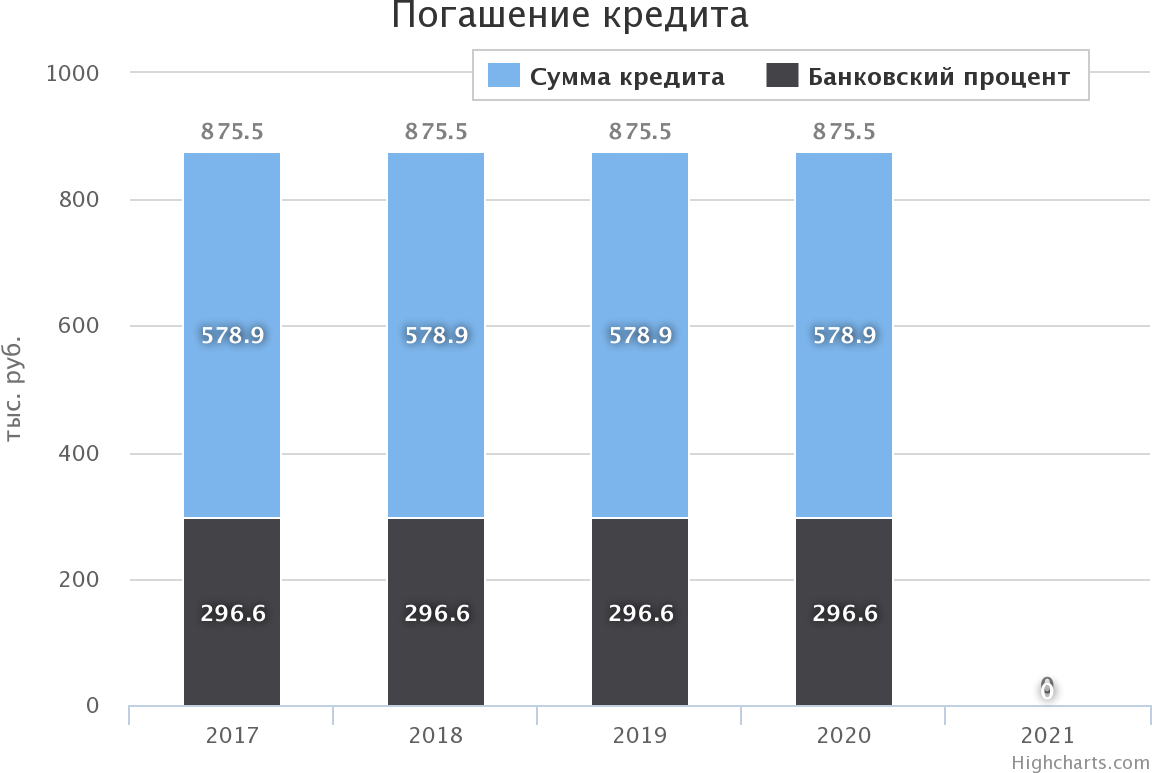 Погашение кредита
Сумма кредита Банковский процент
тыс. руб.
1000
800
600
400
200
0
875.5 875.5 875.5 875.5
578.9 578.9 578.9 578.9
296.6 296.6 296.6 296.6
0
2017 2018 2019 2020 2021
Highcharts.com